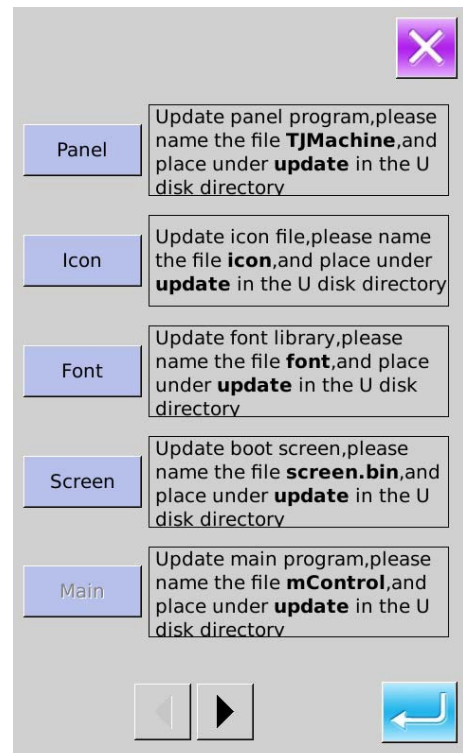 Panel
Update panel program,please
name the file TJMachine,and
place under update in the U
disk directory
Icon
Update icon file,please name
the file icon,and place under
update in the U disk directory
Font
Update font library,please
name the file font,and place
under update in the U disk
directory
Screen
Update boot screen,please
name the file screen.bin,and
place under update in the U
disk directory
Main
Update main program,please
name the file mControl,and
place under update in the U
disk directory